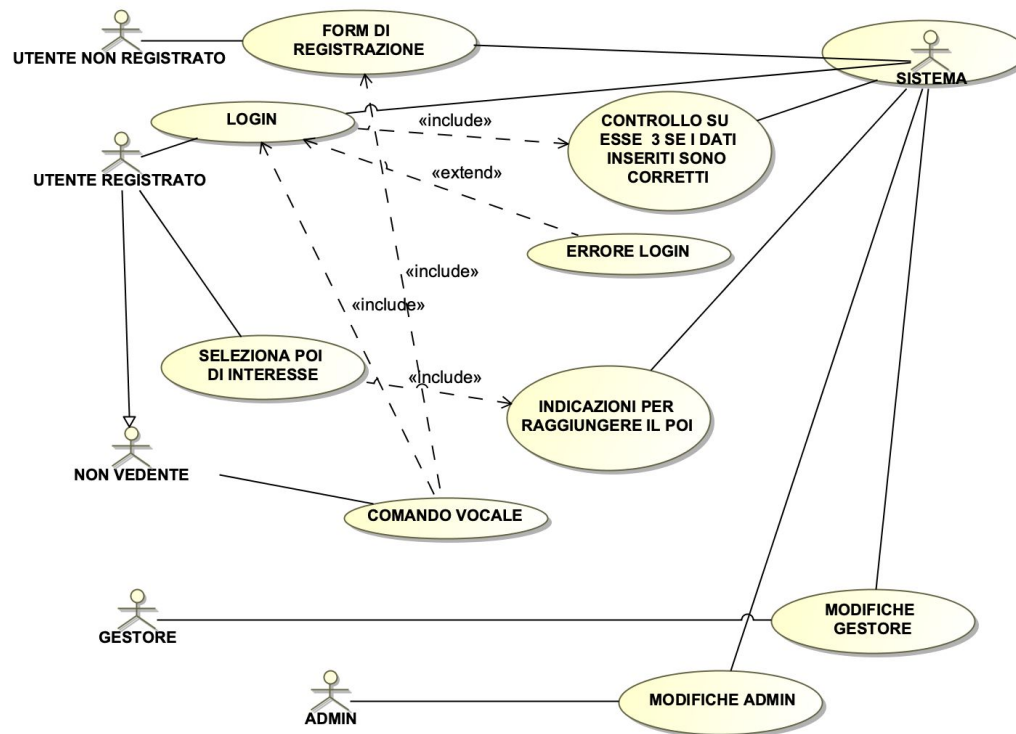 FORM DI
REGISTRAZIONE
UTENTE NON REGISTRATO
SISTEMA
LOGIN
«include»
CONTROLLO SU
ESSE 3 SE I DATI
INSERITI SONO
CORRETTI
«extend»
UTENTE REGISTRATO
ERRORE LOGIN
«include»
«include»
SELEZIONA POI
DI INTERESSE
«include»
INDICAZIONI PER
RAGGIUNGERE IL POI
NON VEDENTE
COMANDO VOCALE
MODIFICHE
GESTORE
GESTORE
MODIFICHE ADMIN
ADMIN